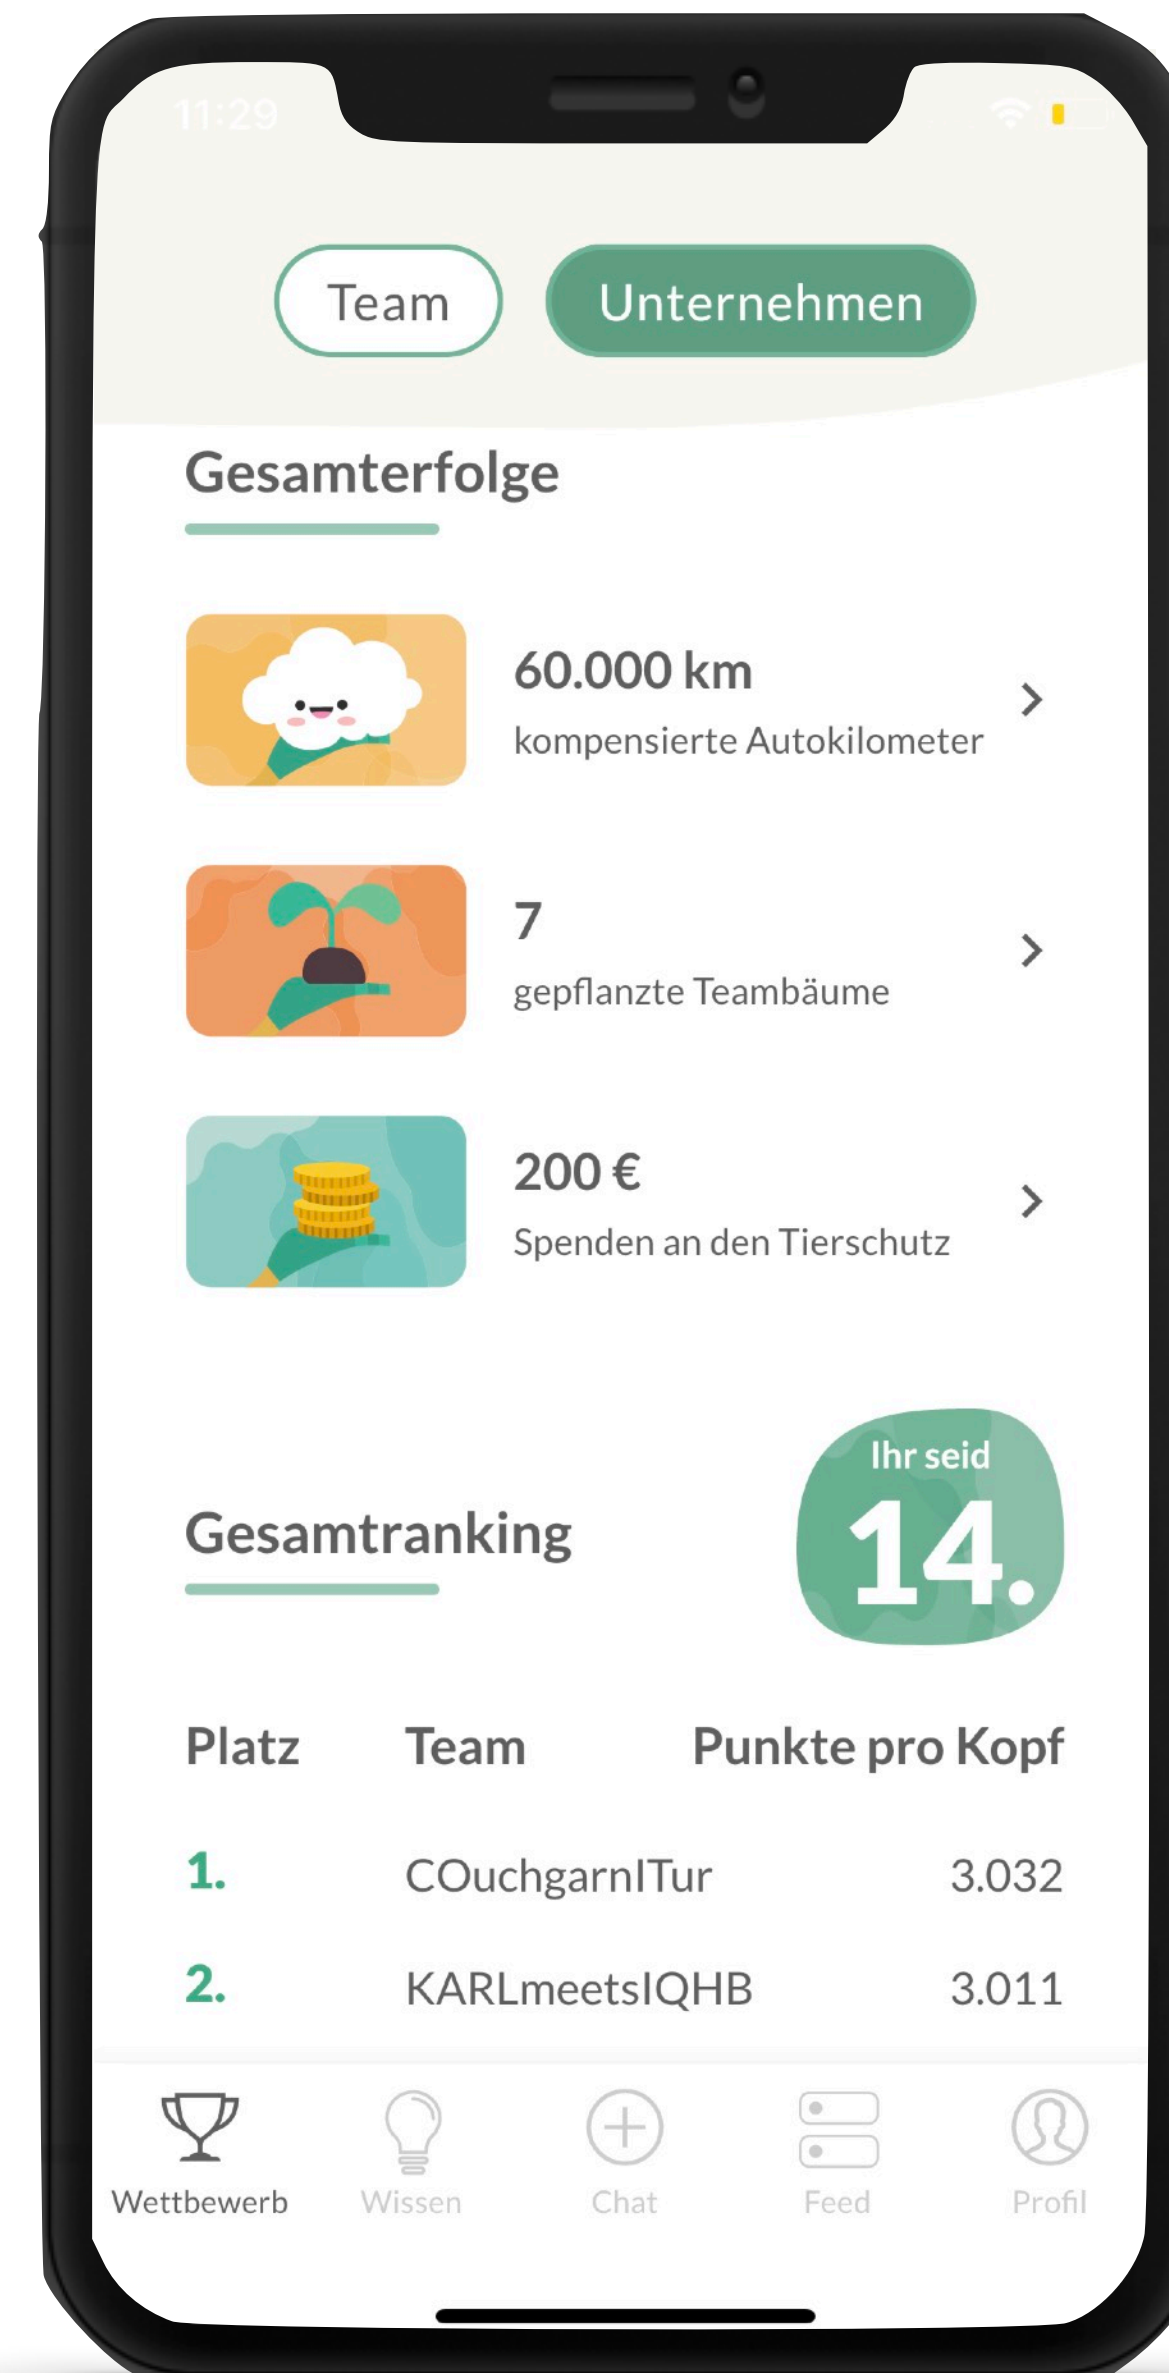 11:29
Team
Unternehmen
Gesamterfolge
60.000 km
kompensierte Autokilometer
7
gepflanzte Teambäume
200 €
Spenden an den Tierschutz
Ihr seid
14.
Gesamtranking
Platz Team Punkte pro Kopf
1. COuchgarnITur 3.032
2. KARLmeetsIQHB 3.011
Wettbewerb Wissen Chat Feed Profil